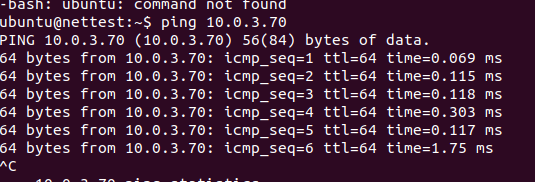 -bash: ubuntu: command not found
ubuntu@nettest:~$ ping 10.0.3.70
PING 10.0.3.70 (10.0.3.70) 56(84) bytes of data.
64 bytes from 10.0.3.70: icmp_seq=1 ttl=64 time=0.069 ms
64 bytes from 10.0.3.70: icmp_seq=2 ttl=64 time=0.115 ms
64 bytes from 10.0.3.70: icmp_seq=3 ttl=64 time=0.118 ms
64 bytes from 10.0.3.70: icmp_seq=4 ttl=64 time=0.303 ms
64 bytes from 10.0.3.70: icmp_seq=5 ttl=64 time=0.117 ms
64 bytes from 10.0.3.70: icmp_seq=6 ttl=64 time=1.75 ms
^C
10.0.3.70 ping statistics